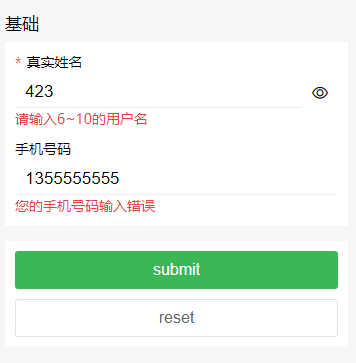 基础
* 真实姓名
423
请输入6~10的用户名
手机号码
1355555555
您的手机号码输入错误
submit
reset